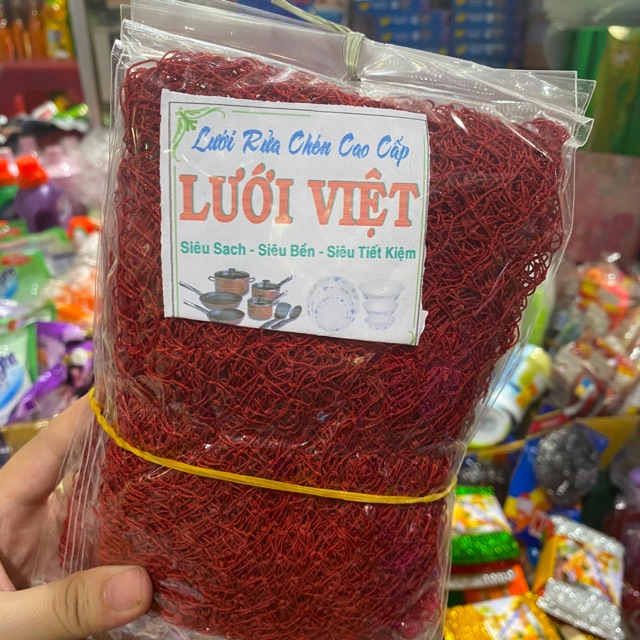 Lưới Rửa Chén Cao Cấp
LƯỚI VIỆT
Siêu Sạch - Siêu Bền - Siêu Tiết Kiệm